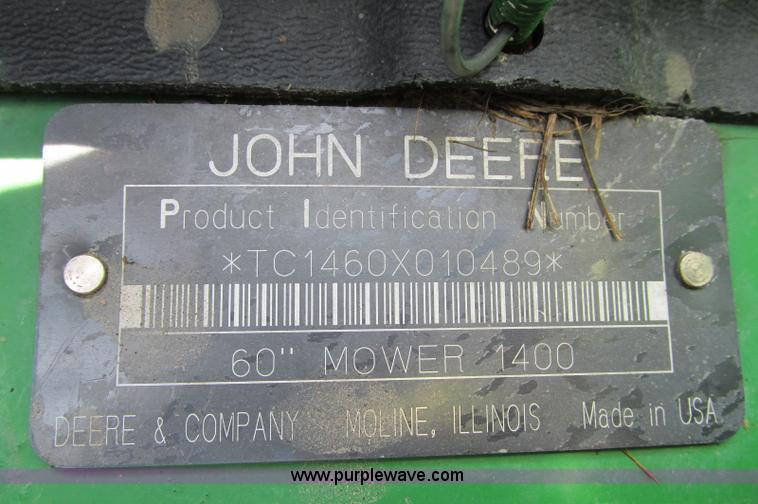 JOHN DEERE
Product Identification Number
*TC1460X010489*
60" MOWER 1400
DEERE & COMPANY MOLINE, ILLINOIS Made in USA
www.purplewave.com